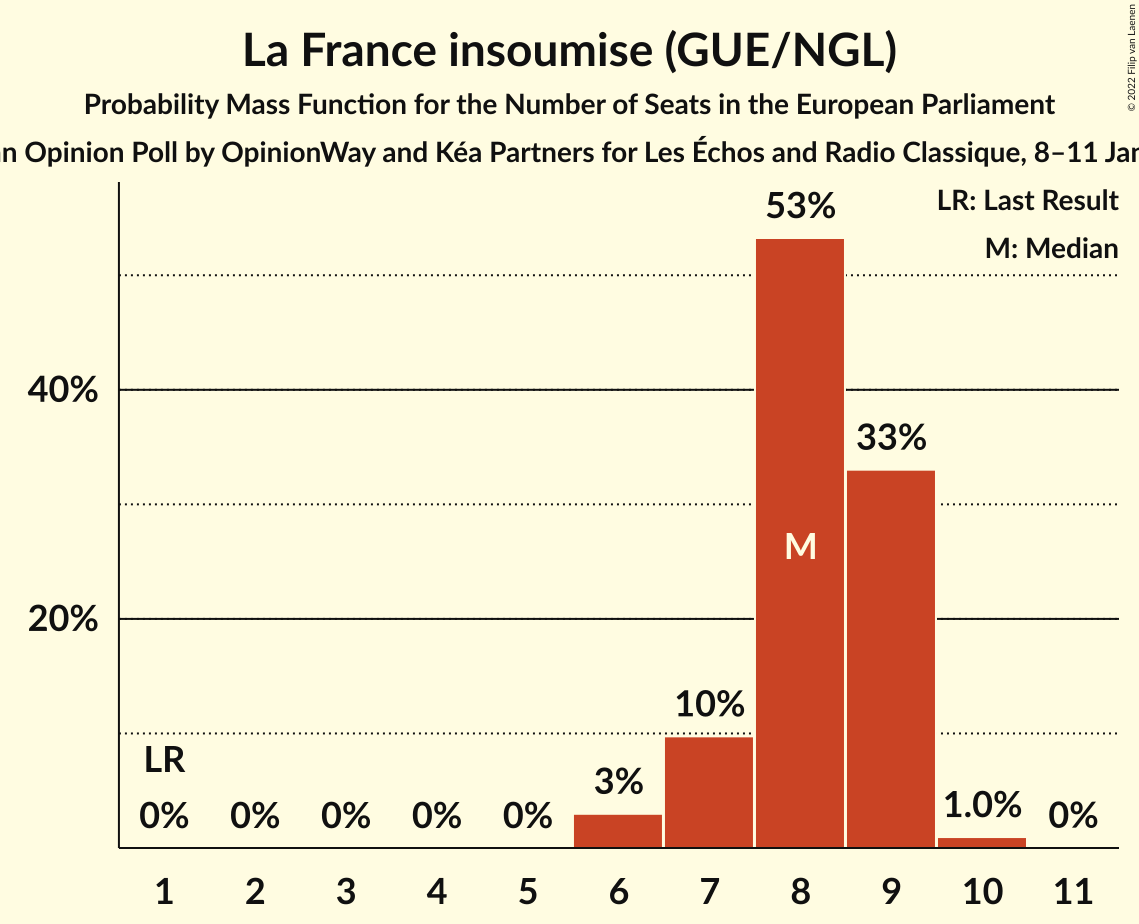 La France insoumise (GUE/NGL)
Probability Mass Function for the Number of Seats in the European Parliament
Opinion Poll by OpinionWay and Kéa Partners for Les Échos and Radio Classique, 8–11
© 2022 Filip van Laenen
LR: Last Result
M: Median
53%
40%
33%
M
20%
10%
LR
3%
1.0%
0% 0% 0% 0% 0% 0%
1 2 3 4 5 6 7 8 9 10 11